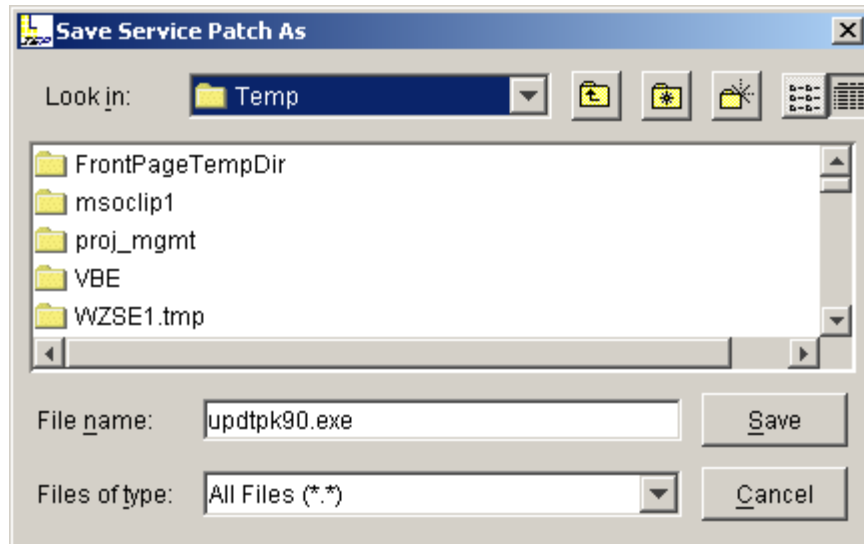 Save Service Patch As
Look in: Temp
FrontPageTempDir
msoclip1
proj_mgmt
VBE
WZSE1.tmp
File name: updtpk90.exe Save
Files of type: All Files (*.*) Cancel